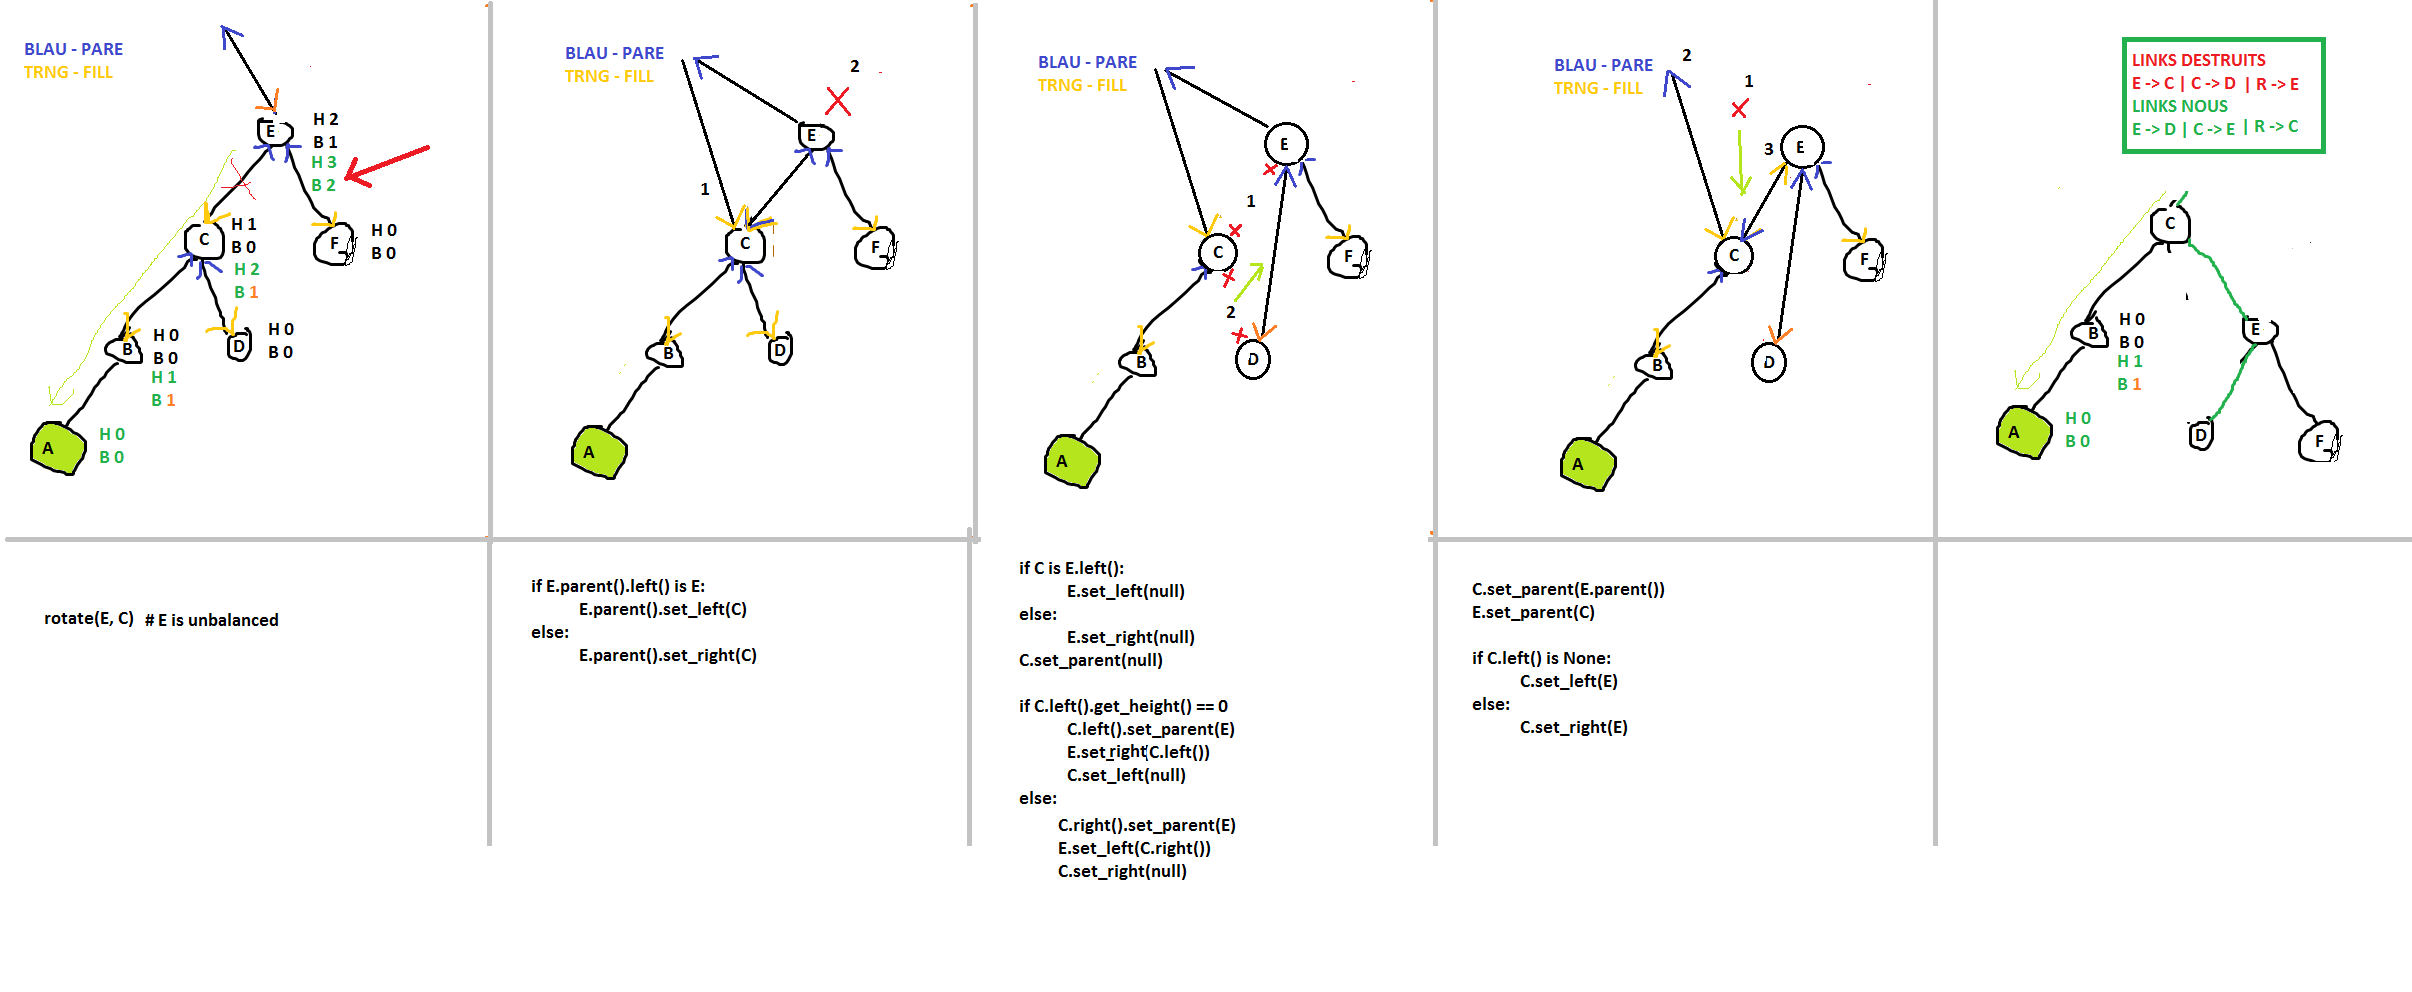 BLAU - PARE
TRNG - FILL
E
H 2
B 1
H 3
B 2
C
H 1
B 0
H 2
B 1
F
H 0
B 0
B
H 0
B 0
H 1
B 1
D
H 0
B 0
A
H 0
B 0
rotate(E, C) # E is unbalanced
BLAU - PARE
TRNG - FILL
2
E
1
C
F
B
D
A
if E.parent().left() is E:
E.parent().set_left(C)
else:
E.parent().set_right(C)
BLAU - PARE
TRNG - FILL
E
1
C
F
2
B
D
A
if C is E.left():
E.set_left(null)
else:
E.set_right(null)
C.set_parent(null)
if C.left().get_height() == 0
C.left().set_parent(E)
E.set_right(C.left())
C.set_left(null)
else:
C.right().set_parent(E)
E.set_left(C.right())
C.set_right(null)
2
BLAU - PARE
1
TRNG - FILL
3
E
C
F
B
D
A
C.set_parent(E.parent())
E.set_parent(C)
if C.left() is None:
C.set_left(E)
else:
C.set_right(E)
LINKS DESTRUITS
E -> C | C -> D | R -> E
LINKS NOUS
E -> D | C -> E | R -> C
C
B
H 0
B 0
H 1
B 1
E
A
H 0
B 0
D
F